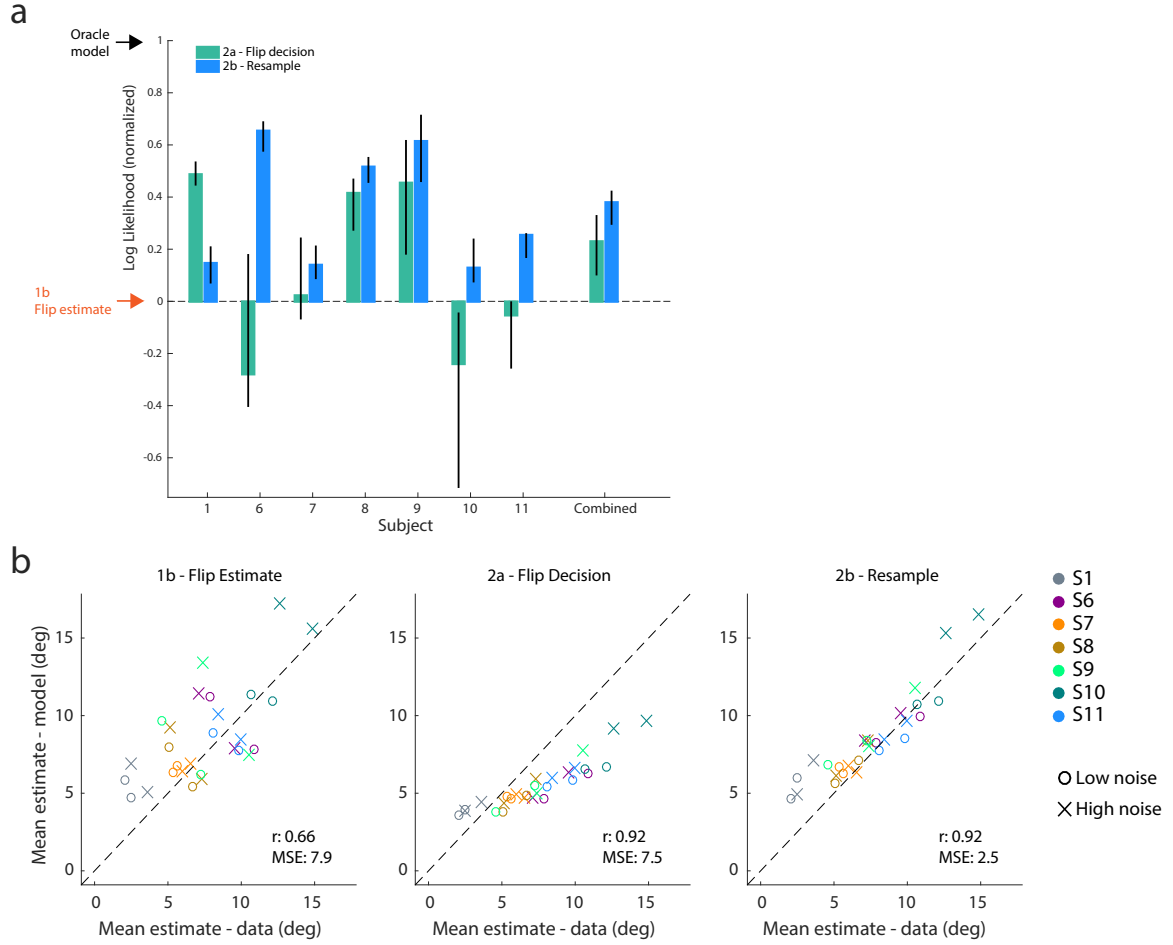 a
Oracle
model
2a - Flip decision
2b - Resample
Log Likelihood (normalized)
1
0.8
0.6
0.4
0.2
0
-0.2
-0.4
-0.6
1b
Flip estimate
1 6 7 8 9 10 11 Combined
Subject
b
1b - Flip Estimate
Mean estimate - model (deg)
15
10
5
0
r: 0.66
MSE: 7.9
0 5 10 15
Mean estimate - data (deg)
2a - Flip Decision
15
10
5
0
r: 0.92
MSE: 7.5
0 5 10 15
Mean estimate - data (deg)
2b - Resample
15
10
5
0
r: 0.92
MSE: 2.5
0 5 10 15
Mean estimate - data (deg)
S1
S6
S7
S8
S9
S10
S11
Low noise
High noise